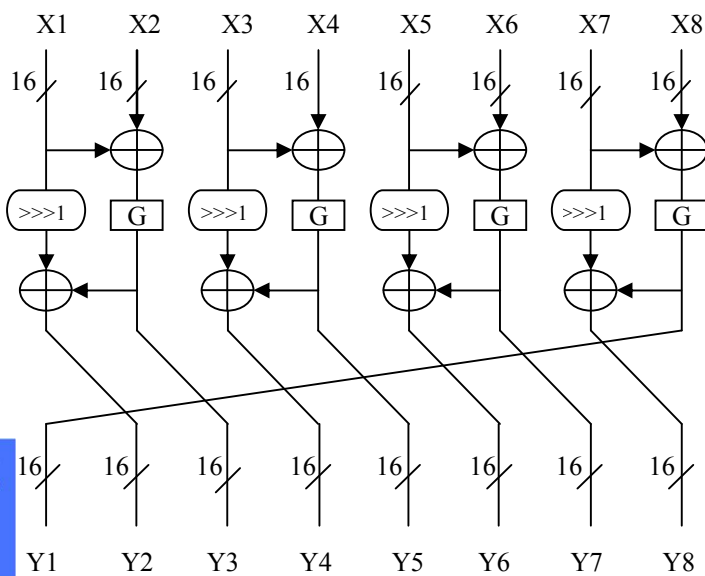 X1 X2 X3 X4 X5 X6 X7 X8
16 16 16 16 16 16 16 16
>>>1 G >>>1 G >>>1 G >>>1 G
16 16 16 16 16 16 16 16
Y1 Y2 Y3 Y4 Y5 Y6 Y7 Y8